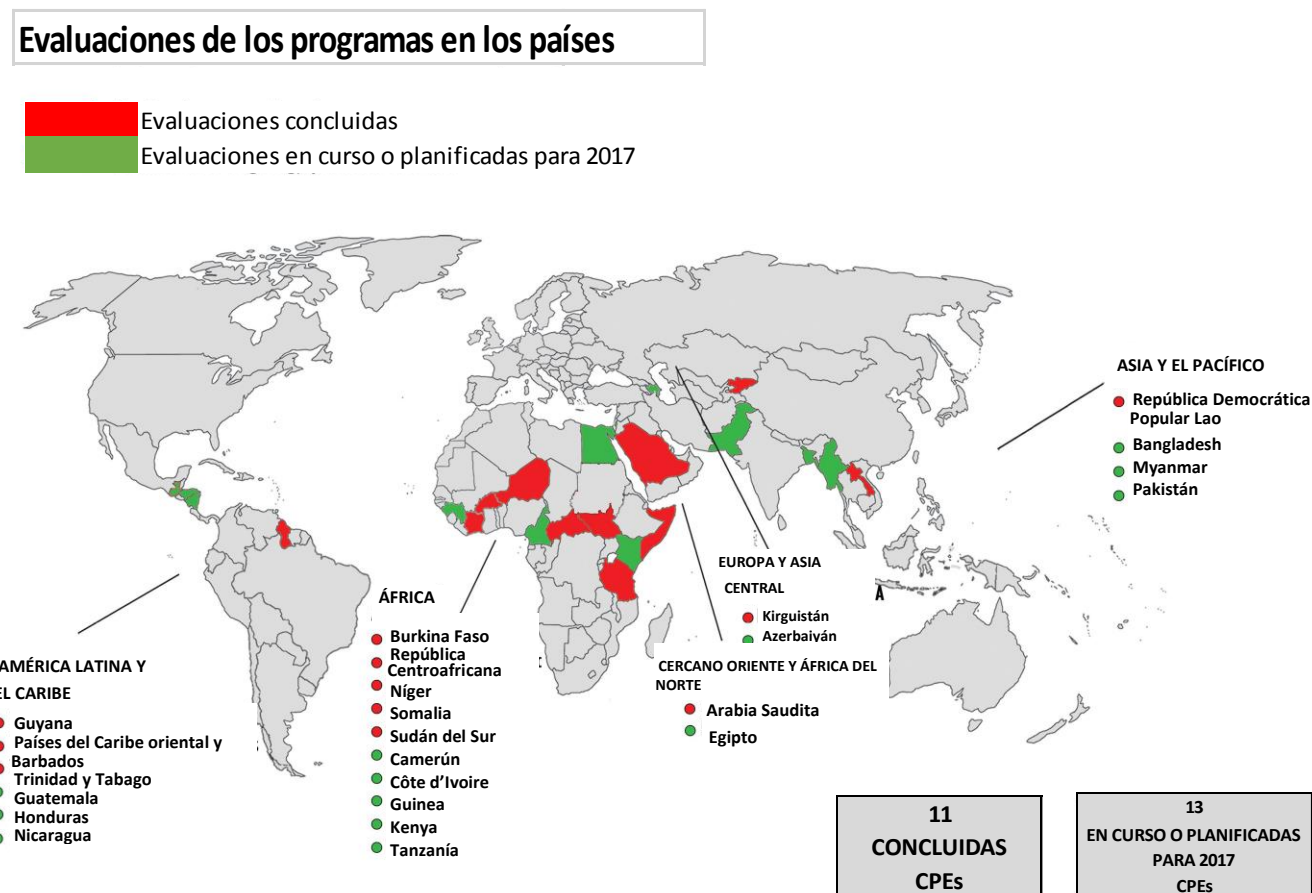 Evaluaciones de los programas en los países
Evaluaciones concluidas
Evaluaciones en curso o planificadas para 2017
ASIA Y EL PACÍFICO
República Democrática
Popular Lao
Bangladesh
Myanmar
Pakistán
EUROPA Y ASIA
CENTRAL
Kirguistán
Azerbaiyán
CERCANO ORIENTE Y ÁFRICA DEL
NORTE
Arabia Saudita
Egipto
ÁFRICA
Burkina Faso
República
Centroafricana
Níger
Somalia
Sudán del Sur
Camerún
Côte d’Ivoire
Guinea
Kenya
Tanzanía
AMÉRICA LATINA Y
EL CARIBE
Guyana
Países del Caribe oriental y
Barbados
Trinidad y Tabago
Guatemala
Honduras
Nicaragua
11
CONCLUIDAS
CPEs
13
EN CURSO O PLANIFICADAS
PARA 2017
CPEs